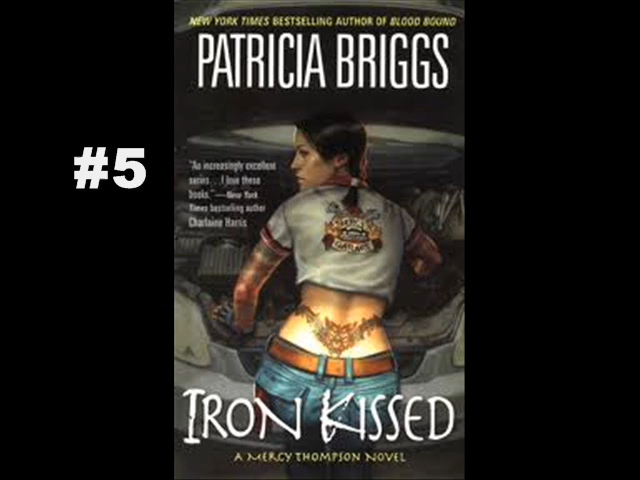 NEW YORK TIMES BESTSELLING AUTHOR OF BLOOD BOUND
PATRICIA BRIGGS
#5
"An increasingly excellent
series . . . I love these
books."—New York
Times bestselling author
Charlaine Harris
GARAGE
IRON KISSED
A MERCY THOMPSON NOVEL